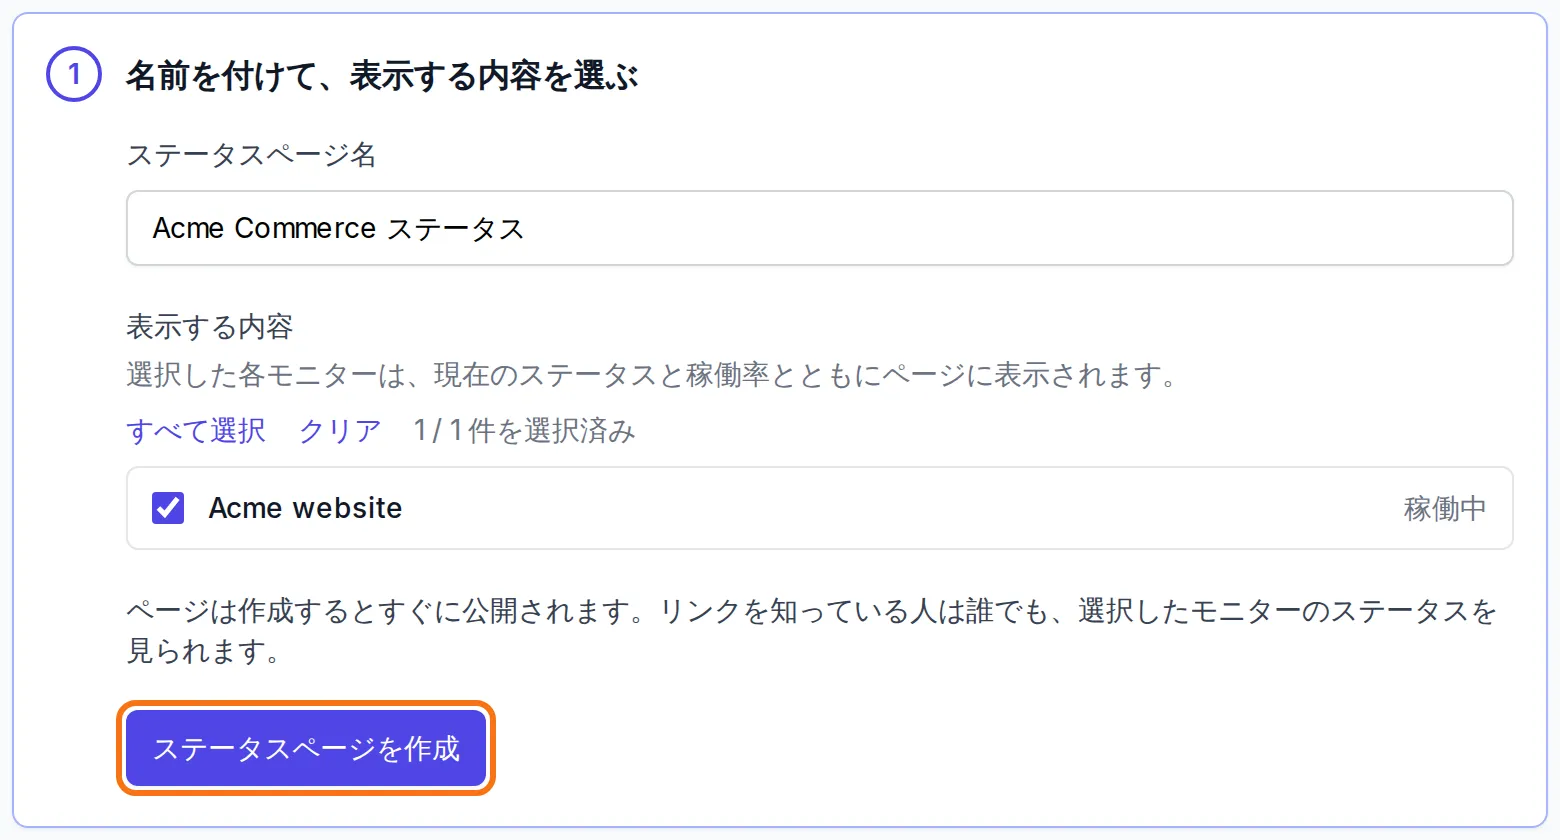 1
名前を付けて、表示する内容を選ぶ
ステータスページ名
Acme Commerce ステータス
表示する内容
選択した各モニターは、現在のステータスと稼働率とともにページに表示されます。
すべて選択 クリア 1 / 1 件を選択済み
Acme website 稼働中
ページは作成するとすぐに公開されます。リンクを知っている人は誰でも、選択したモニターのステータスを
見られます。
ステータスページを作成